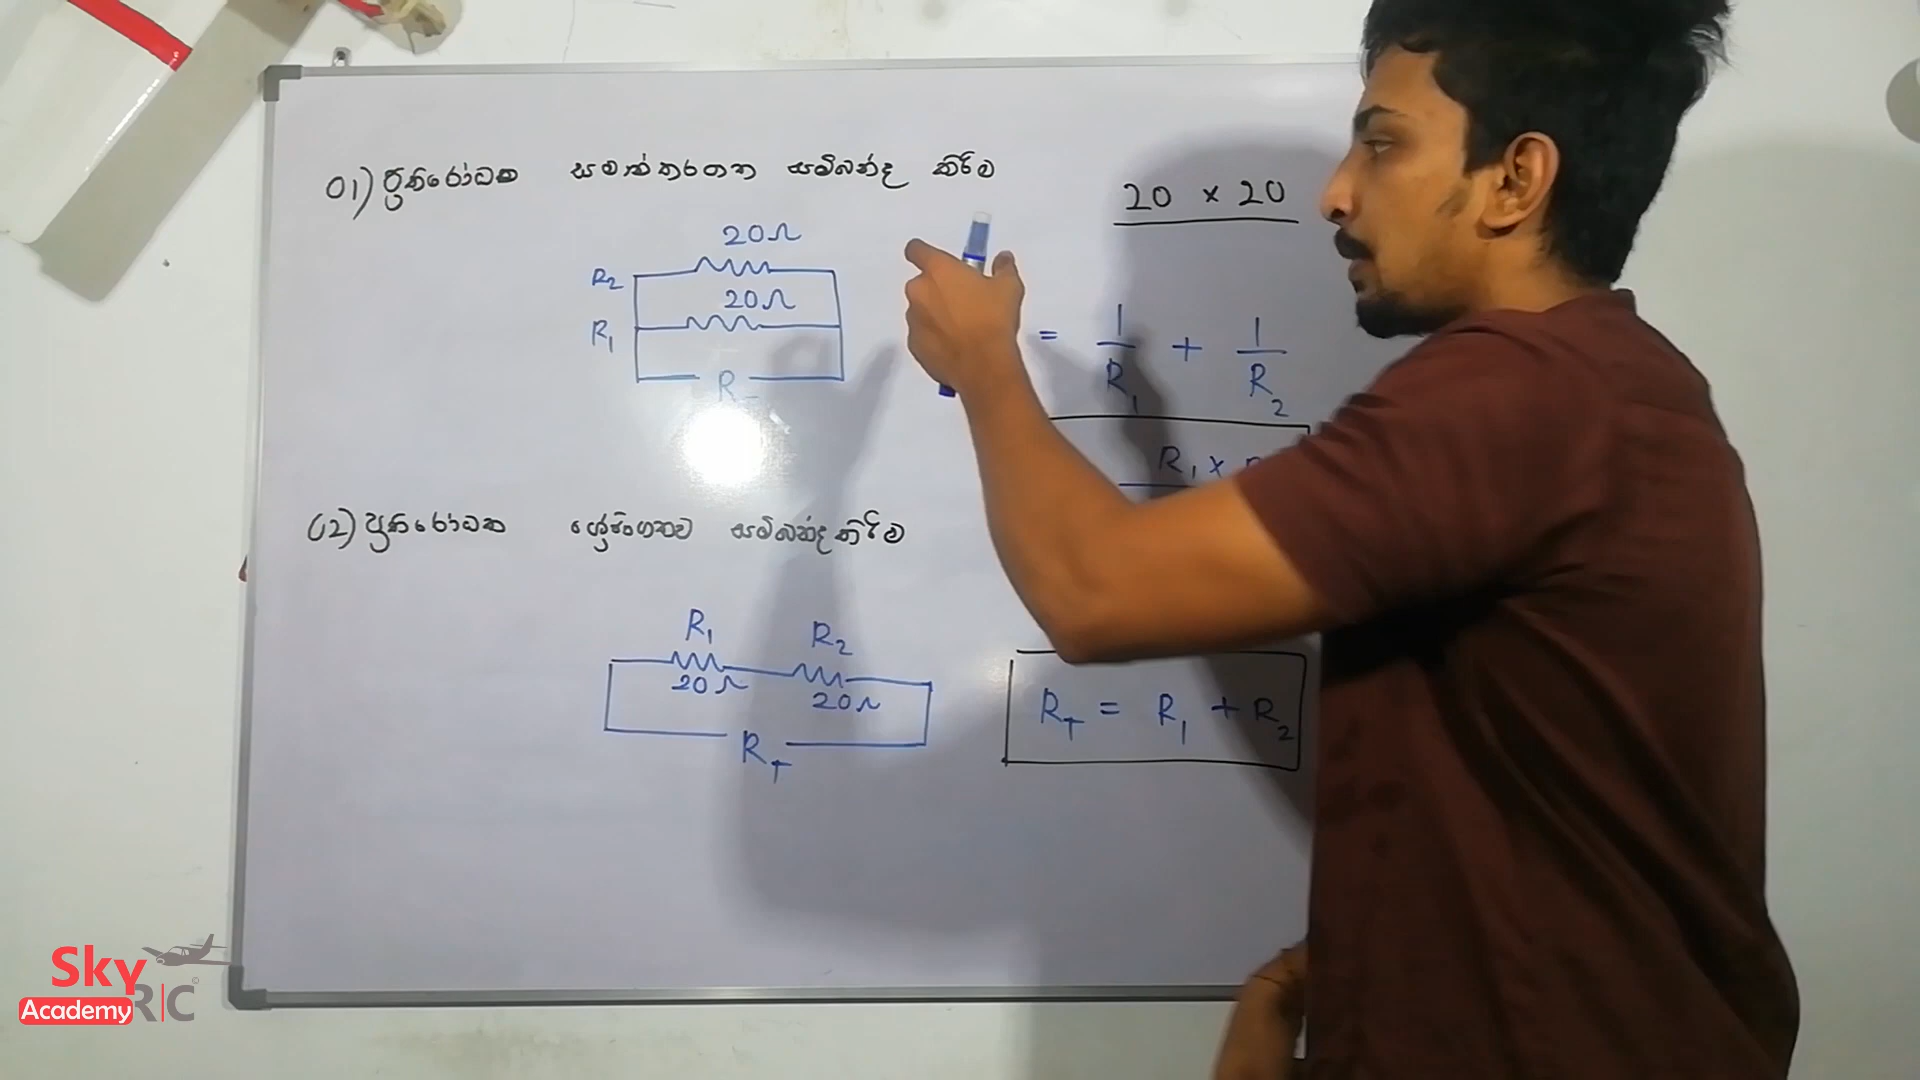 01) ප්‍රතිරෝධක සමාන්තරගත සම්බන්ද කිරීම
20 × 20
20Ω
R2
20Ω
R1
= 1/R1 + 1/R2
R
R1 ×
02) ප්‍රතිරෝධක ශ්‍රේණිගතව සම්බන්ද කිරීම
R1 R2
20Ω 20Ω
RT = R1 + R2
RT
Sky
Academy R|C